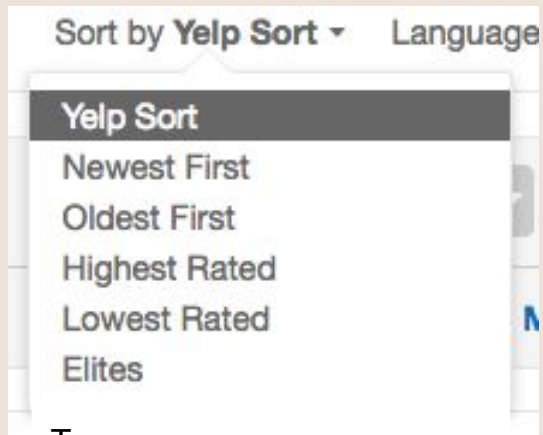 Sort by Yelp Sort Language
Yelp Sort
Newest First
Oldest First
Highest Rated
Lowest Rated
Elites